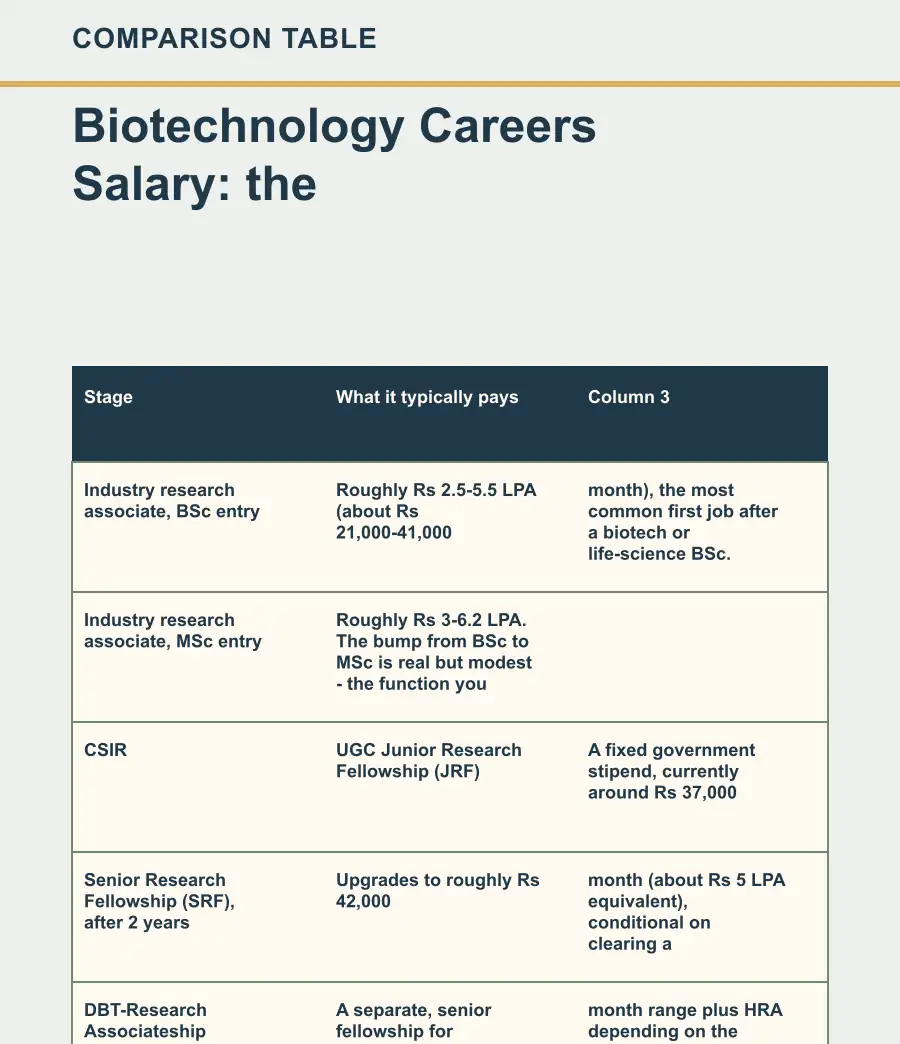 COMPARISON TABLE
Biotechnology Careers
Salary: the
Stage
What it typically pays
Column 3
Industry research
associate, BSc entry
Roughly Rs 2.5-5.5 LPA
(about Rs
21,000-41,000
month), the most
common first job after
a biotech or
life-science BSc.
Industry research
associate, MSc entry
Roughly Rs 3-6.2 LPA.
The bump from BSc to
MSc is real but modest
- the function you
CSIR
UGC Junior Research
Fellowship (JRF)
A fixed government
stipend, currently
around Rs 37,000
Senior Research
Fellowship (SRF),
after 2 years
Upgrades to roughly Rs
42,000
month (about Rs 5 LPA
equivalent),
conditional on
clearing a
DBT-Research
Associateship
A separate, senior
fellowship for
month range plus HRA
depending on the